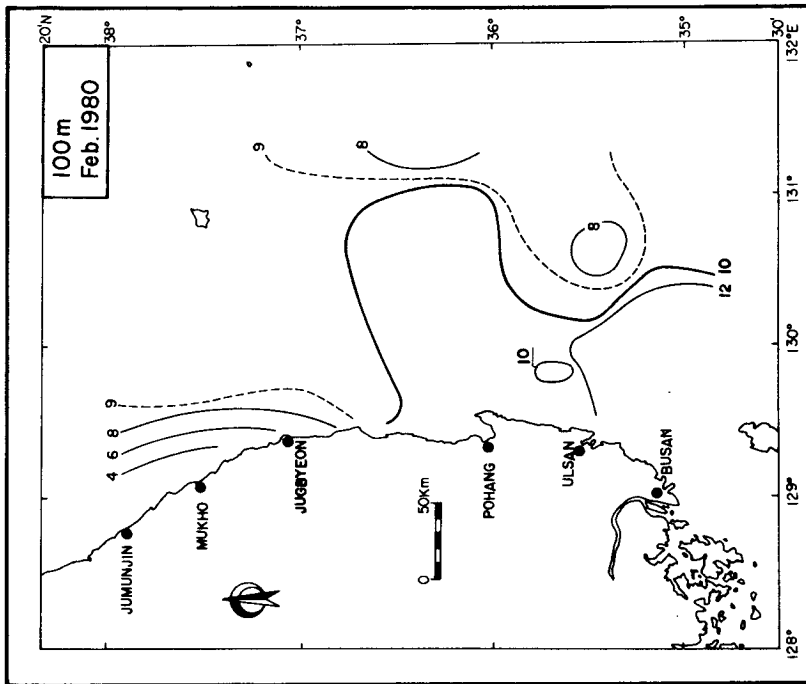 100m
Feb. 1980
20'N
38°
37°
36°
35°
30'
132°E
131°
130°
129°
128°
9
8
8
10
12
10
9
8
6
4
JUMUNJIN
MUKHO
JUGBYEON
POHANG
ULSAN
BUSAN
0 50Km